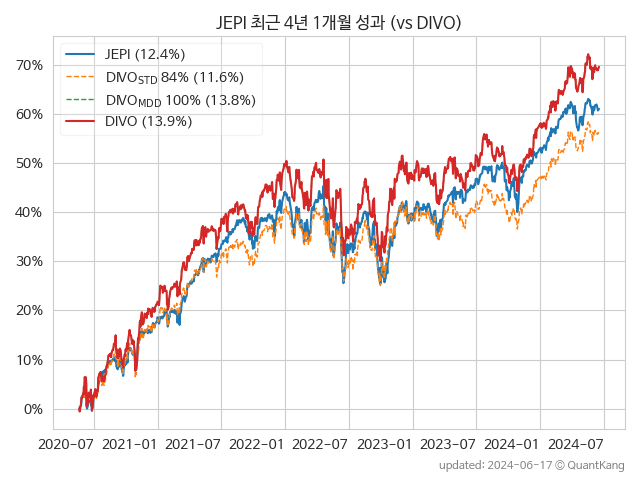 JEPI 최근 4년 1개월 성과 (vs DIVO)
JEPI (12.4%)
DIVO_STD 84% (11.6%)
DIVO_MDD 100% (13.8%)
DIVO (13.9%)
70%
60%
50%
40%
30%
20%
10%
0%
2020-07 2021-01 2021-07 2022-01 2022-07 2023-01 2023-07 2024-01 2024-07
updated: 2024-06-17 © QuantKang